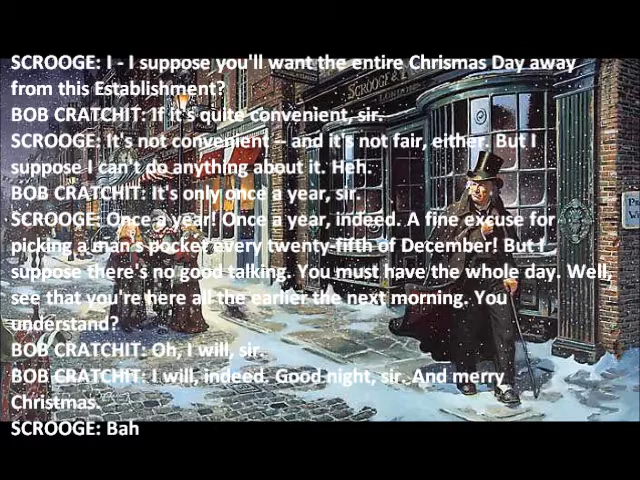 SCROOGE: I - I suppose you'll want the entire Chrismas Day away
from this Establishment?
BOB CRATCHIT: If it's quite convenient, sir.
SCROOGE: It's not convenient -- and it's not fair, either. But I
suppose I can't do anything about it. Heh.
BOB CRATCHIT: It's only once a year, sir.
SCROOGE: Once a year! Once a year, indeed. A fine excuse for
picking a man's pocket every twenty-fifth of December! But I
suppose there's no good talking. You must have the whole day. Well,
see that you're here all the earlier the next morning. You
understand?
BOB CRATCHIT: Oh, I will, sir.
BOB CRATCHIT: I will, indeed. Good night, sir. And merry
Christmas.
SCROOGE: Bah
SCROOGE &